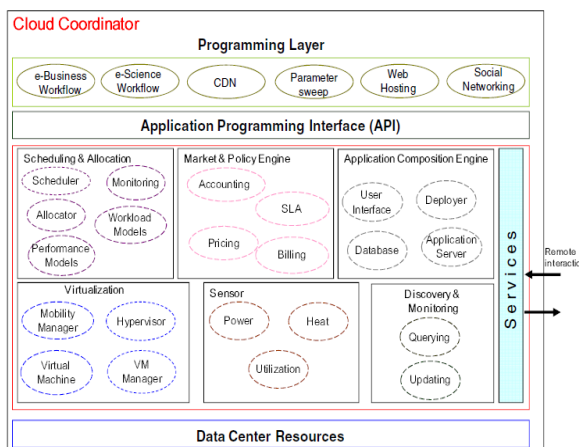 Cloud Coordinator
Programming Layer
e-Business
Workflow
e-Science
Workflow
CDN
Parameter
sweep
Web
Hosting
Social
Networking
Application Programming Interface (API)
Scheduling & Allocation
Scheduler
Monitoring
Allocator
Workload
Models
Performance
Models
Market & Policy Engine
Accounting
SLA
Pricing
Billing
Application Composition Engine
User
Interface
Deployer
Database
Application
Server
Virtualization
Mobility
Manager
Hypervisor
Virtual
Machine
VM
Manager
Sensor
Power
Heat
Utilization
Discovery &
Monitoring
Querying
Updating
Services
Remote
interactio
Data Center Resources